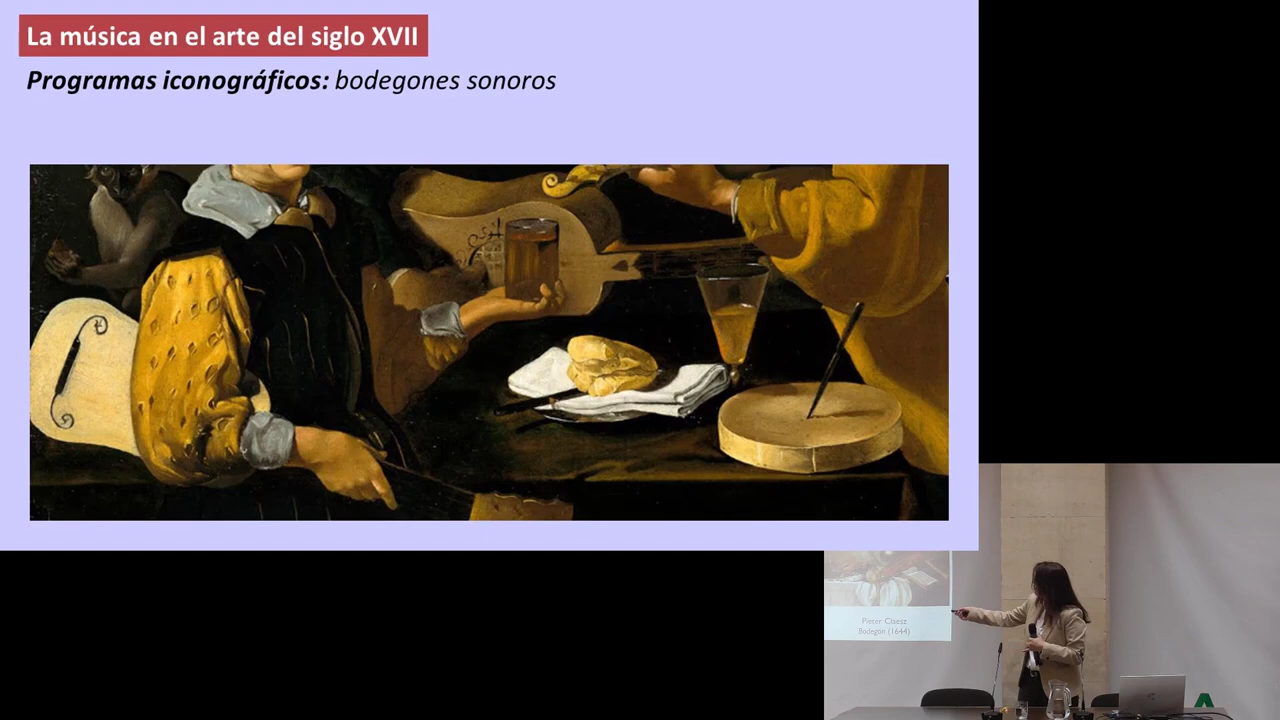 La música en el arte del siglo XVII
Programas iconográficos: bodegones sonoros
Pieter Claesz
Bodegón (1644)